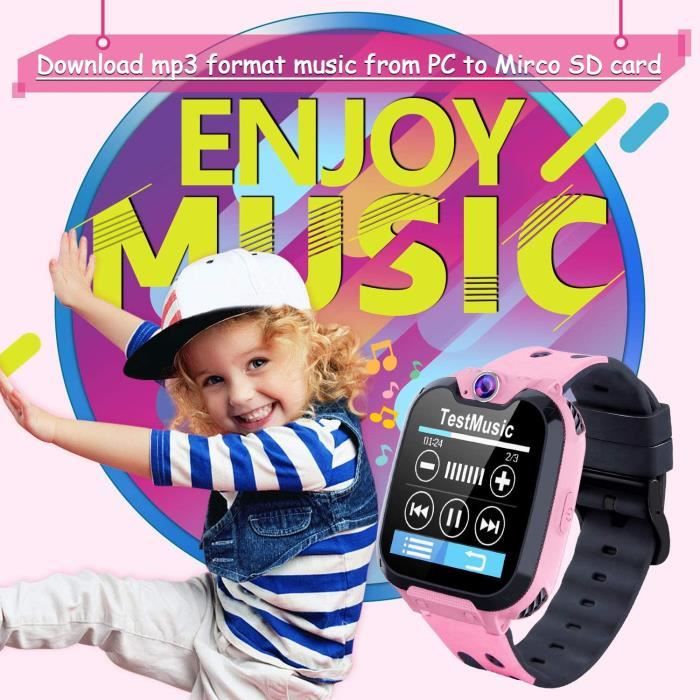 Download mp3 format music from PC to Mirco SD card
ENJOY
MUSIC
TestMusic
01:24
2/3